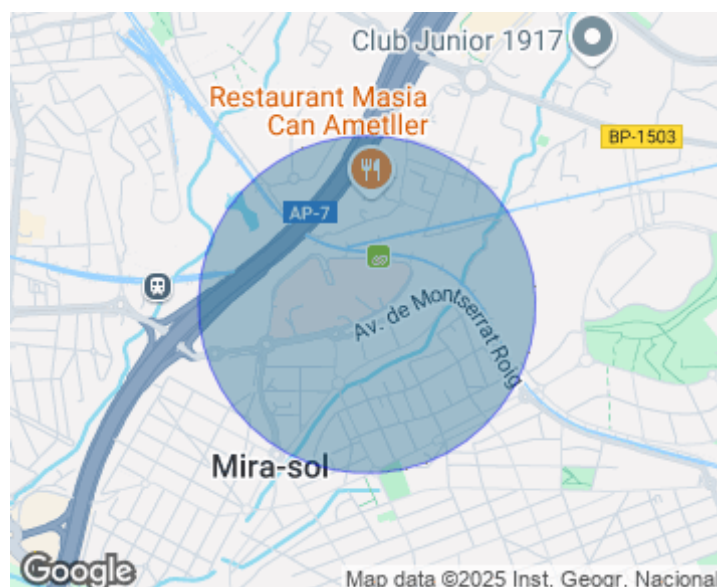 Club Junior 1917
Restaurant Masia
Can Ametller
BP-1503
AP-7
Av. de Montserrat Roig
Mira-sol
Google
Map data ©2025 Inst. Geogr. Naciona